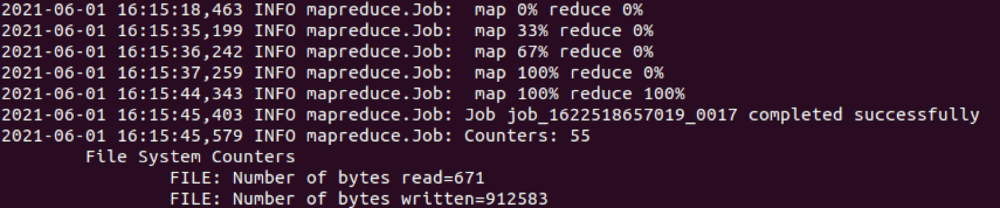 2021-06-01 16:15:18,463 INFO mapreduce.Job:  map 0% reduce 0%
2021-06-01 16:15:35,199 INFO mapreduce.Job:  map 33% reduce 0%
2021-06-01 16:15:36,242 INFO mapreduce.Job:  map 67% reduce 0%
2021-06-01 16:15:37,259 INFO mapreduce.Job:  map 100% reduce 0%
2021-06-01 16:15:44,343 INFO mapreduce.Job:  map 100% reduce 100%
2021-06-01 16:15:45,403 INFO mapreduce.Job: Job job_1622518657019_0017 completed successfully
2021-06-01 16:15:45,579 INFO mapreduce.Job: Counters: 55
        File System Counters
                FILE: Number of bytes read=671
                FILE: Number of bytes written=912583